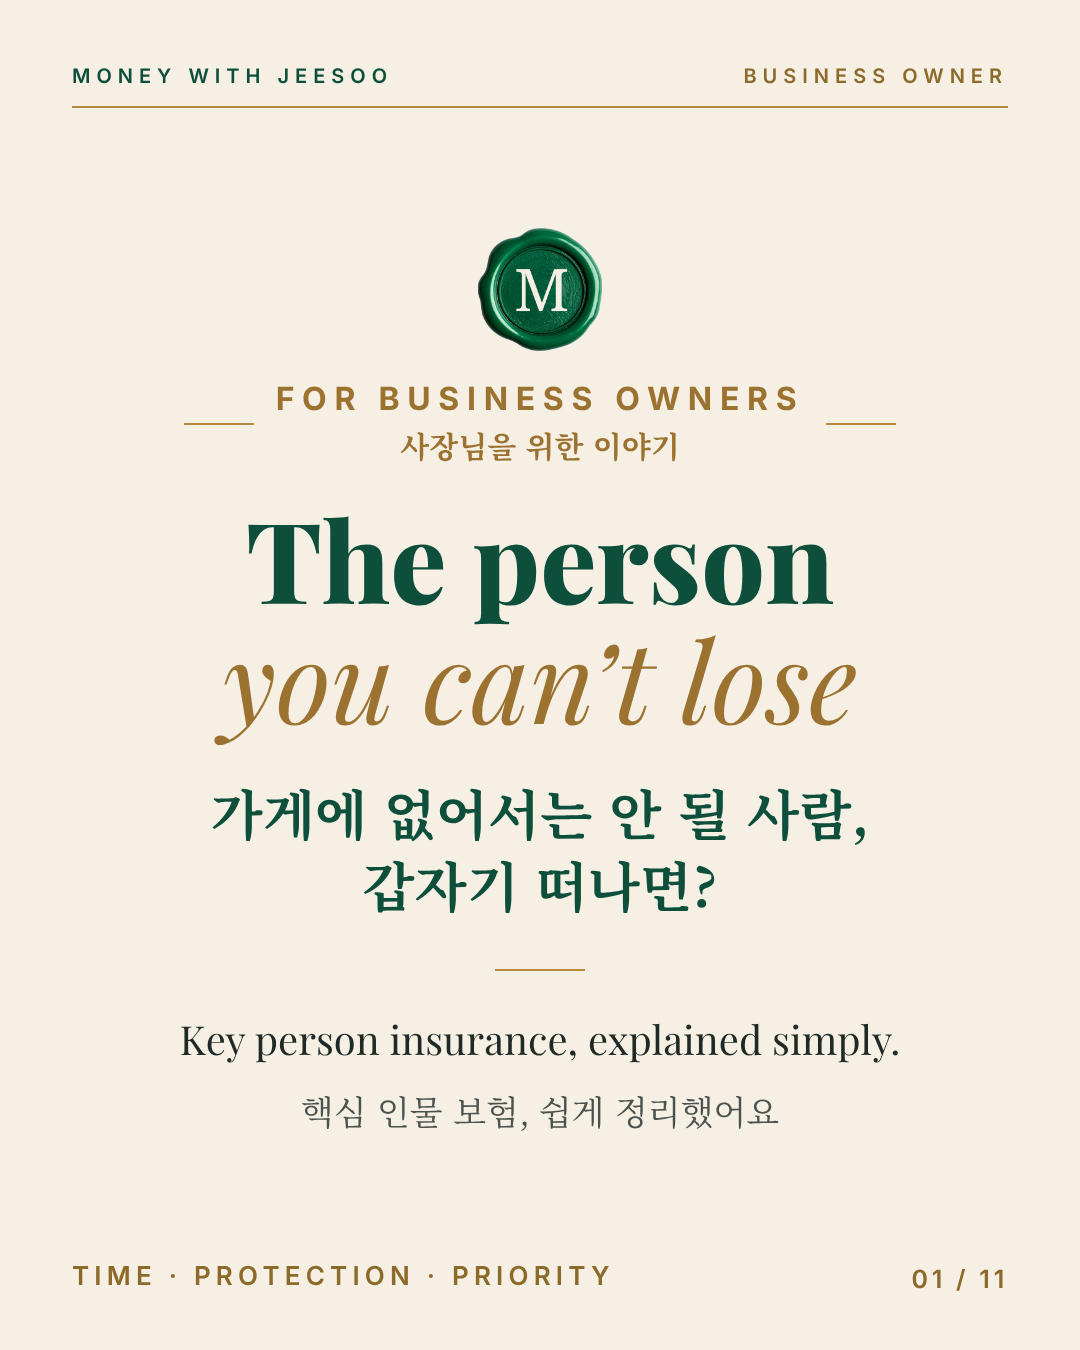 MONEY WITH JEESOO
BUSINESS OWNER
M
FOR BUSINESS OWNERS
사장님을 위한 이야기
The person
you can’t lose
가게에 없어서는 안 될 사람,
갑자기 떠나면?
Key person insurance, explained simply.
핵심 인물 보험, 쉽게 정리했어요
TIME · PROTECTION · PRIORITY
01 / 11